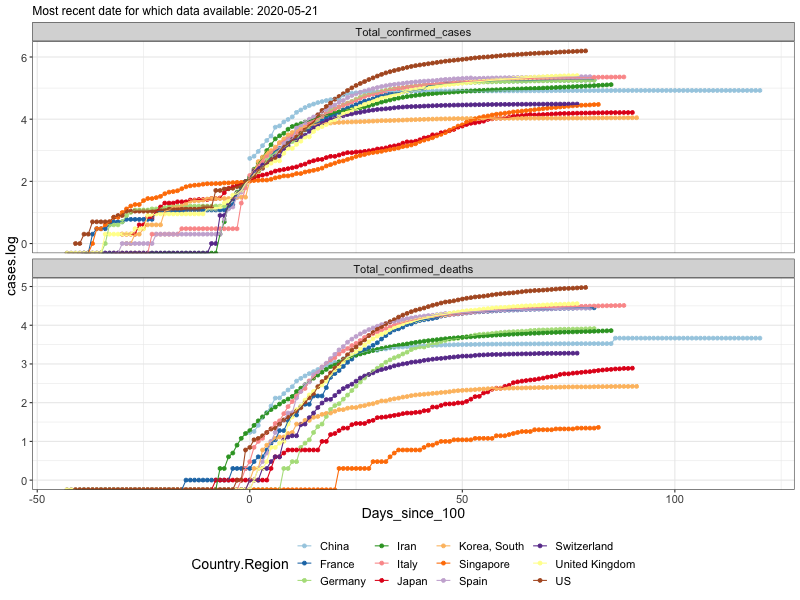 Most recent date for which data available: 2020-05-21
Total_confirmed_cases
6
4
2
0
Total_confirmed_deaths
5
4
3
2
1
0
cases.log
-50 0 50 100
Days_since_100
Country.Region
China Iran Korea, South Switzerland
France Italy Singapore United Kingdom
Germany Japan Spain US